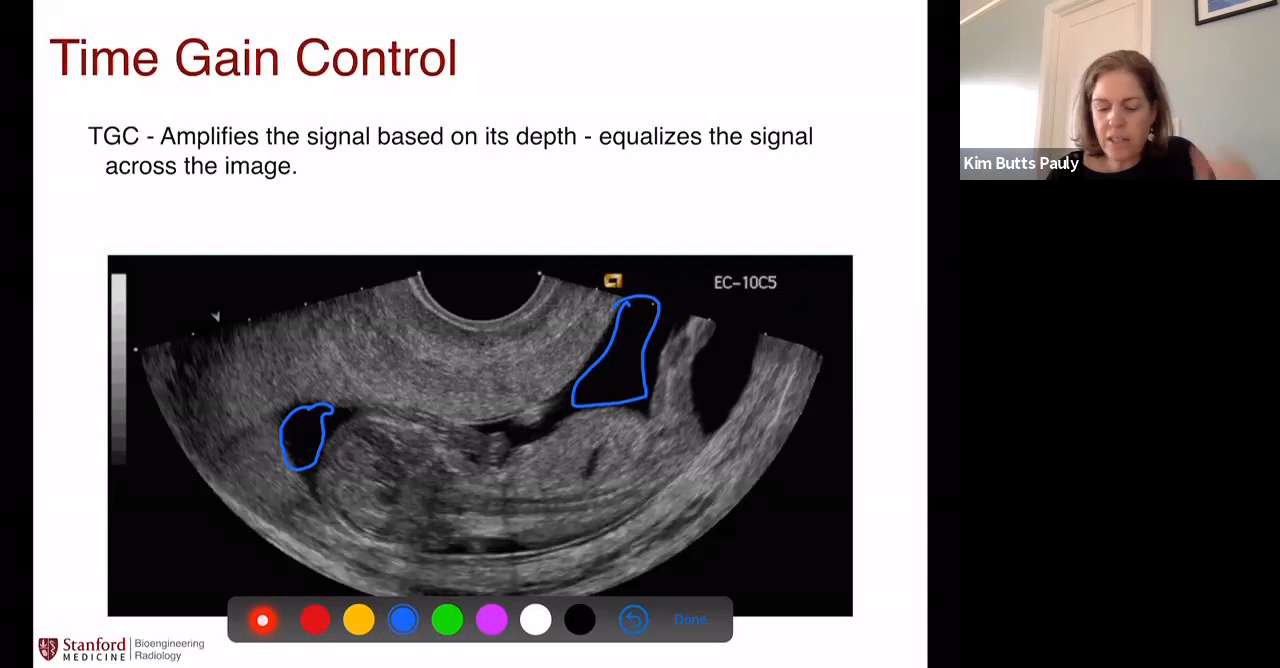 Time Gain Control
TGC - Amplifies the signal based on its depth - equalizes the signal
across the image.
EC-10C5
Kim Butts Pauly
Done
Stanford
MEDICINE
Bioengineering
Radiology